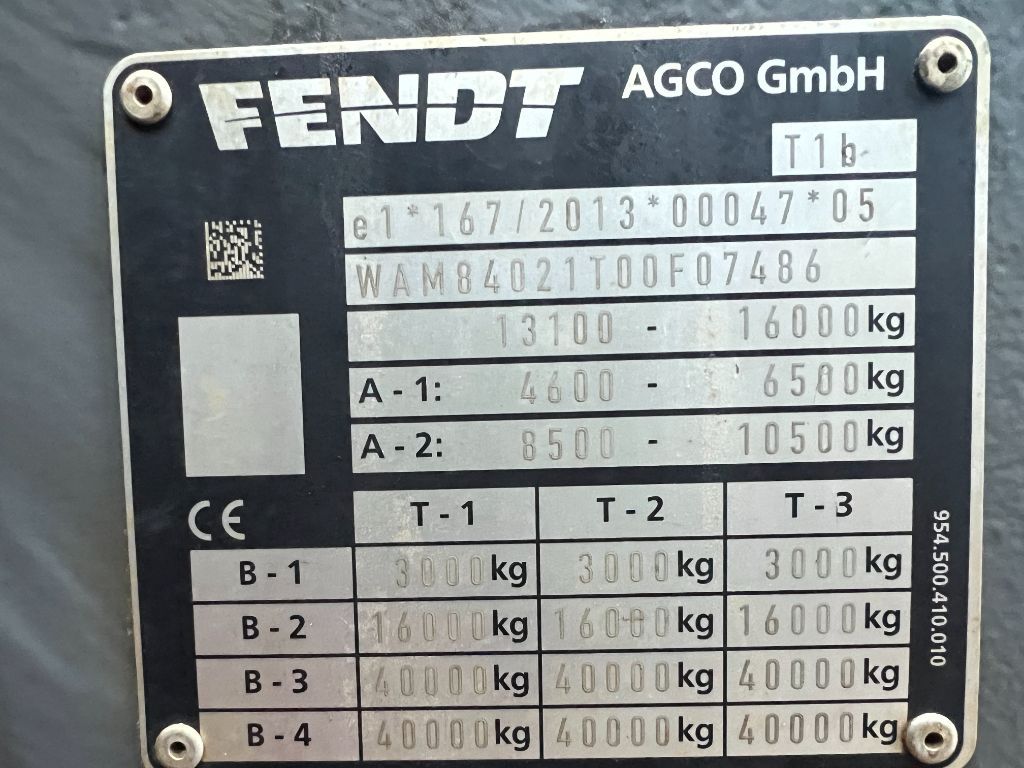 FENDT AGCO GmbH
T1b
e1*167/2013*00047*05
WAM84021T00F07486
13100 - 16000kg
A - 1: 4600 - 6500kg
A - 2: 8500 - 10500kg
CE T - 1 T - 2 T - 3
B - 1 3000kg 3000kg 3000kg
B - 2 16000kg 16000kg 16000kg
B - 3 40000kg 40000kg 40000kg
B - 4 40000kg 40000kg 40000kg
954.500.410.010